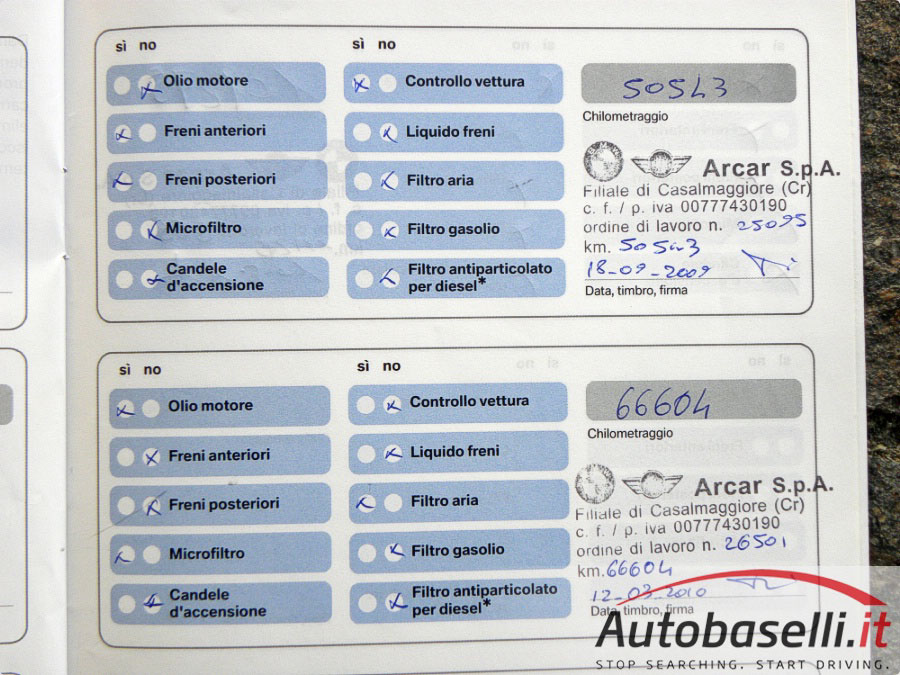 sì no
Olio motore
Freni anteriori
Freni posteriori
Microfiltro
Candele
d'accensione
sì no
Controllo vettura
Liquido freni
Filtro aria
Filtro gasolio
Filtro antiparticolato
per diesel*
50543
Chilometraggio
Arcar S.p.A.
Filiale di Casalmaggiore (Cr)
c. f. / p. iva 00777430190
ordine di lavoro n. 25095
km. 50543
18-09-2009
Data, timbro, firma
sì no
Olio motore
Freni anteriori
Freni posteriori
Microfiltro
Candele
d'accensione
sì no
Controllo vettura
Liquido freni
Filtro aria
Filtro gasolio
Filtro antiparticolato
per diesel*
66604
Chilometraggio
Arcar S.p.A.
Filiale di Casalmaggiore (Cr)
c. f. / p. iva 00777430190
ordine di lavoro n. 26501
km. 66604
12-03-2010
Data, timbro, firma
Autobaselli.it
STOP SEARCHING. START DRIVING.